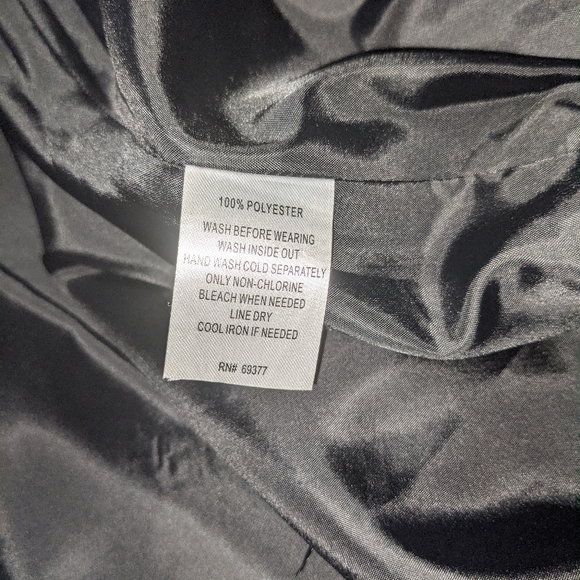 100% POLYESTER
WASH BEFORE WEARING
WASH INSIDE OUT
HAND WASH COLD SEPARATELY
ONLY NON-CHLORINE
BLEACH WHEN NEEDED
LINE DRY
COOL IRON IF NEEDED
RN# 69377